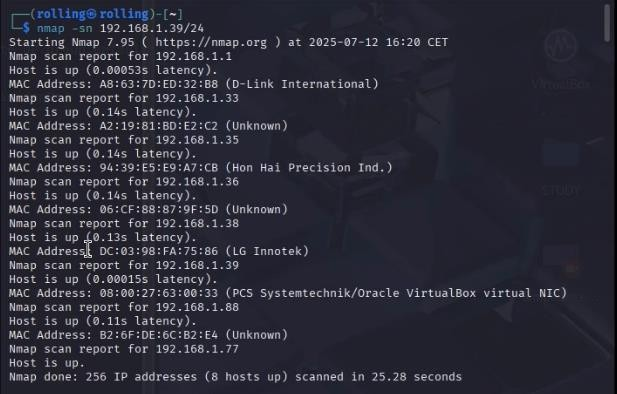 ┌──(rolling㉿rolling)-[~]
└─$ nmap -sn 192.168.1.39/24
Starting Nmap 7.95 ( https://nmap.org ) at 2025-07-12 16:20 CET
Nmap scan report for 192.168.1.1
Host is up (0.00053s latency).
MAC Address: A8:63:7D:ED:32:B8 (D-Link International)
Nmap scan report for 192.168.1.33
Host is up (0.14s latency).
MAC Address: A2:19:81:BD:E2:C2 (Unknown)
Nmap scan report for 192.168.1.35
Host is up (0.14s latency).
MAC Address: 94:39:E5:E9:A7:CB (Hon Hai Precision Ind.)
Nmap scan report for 192.168.1.36
Host is up (0.14s latency).
MAC Address: 06:CF:88:87:9F:5D (Unknown)
Nmap scan report for 192.168.1.38
Host is up (0.13s latency).
MAC Address: DC:03:98:FA:75:86 (LG Innotek)
Nmap scan report for 192.168.1.39
Host is up (0.00015s latency).
MAC Address: 08:00:27:63:00:33 (PCS Systemtechnik/Oracle VirtualBox virtual NIC)
Nmap scan report for 192.168.1.88
Host is up (0.11s latency).
MAC Address: B2:6F:DE:6C:B2:E4 (Unknown)
Nmap scan report for 192.168.1.77
Host is up.
Nmap done: 256 IP addresses (8 hosts up) scanned in 25.28 seconds
VirtualBox
STUDY